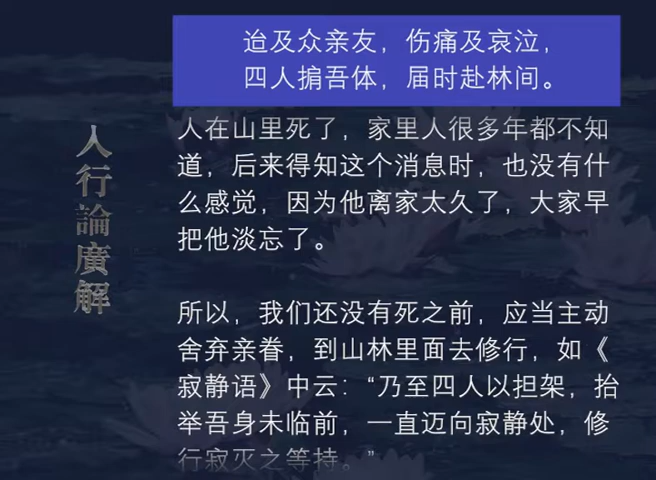 迨及众亲友，伤痛及哀泣，
四人掮吾体，届时赴林间。
人行論廣解
人在山里死了，家里人很多年都不知
道，后来得知这个消息时，也没有什
么感觉，因为他离家太久了，大家早
把他淡忘了。
所以，我们还没有死之前，应当主动
舍弃亲眷，到山林里面去修行，如《
寂静语》中云：“乃至四人以担架，抬
举吾身未临前，一直迈向寂静处，修
行寂灭之等持。”